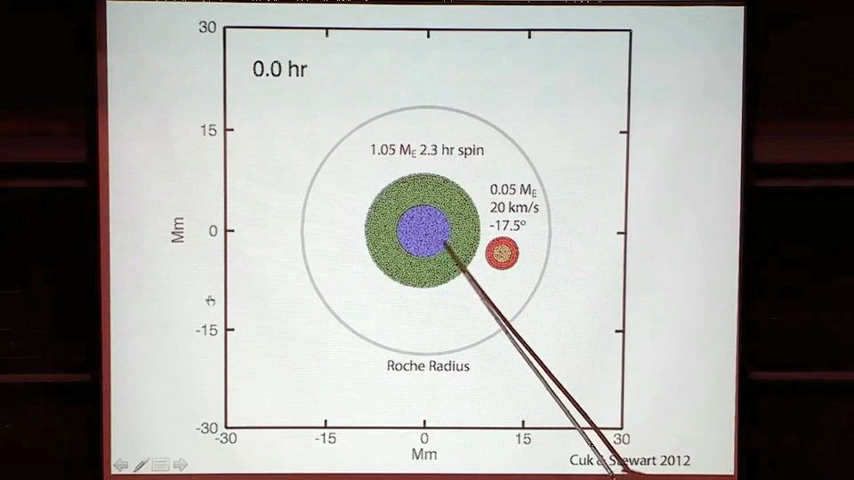 30
0.0 hr
15
1.05 ME 2.3 hr spin
0.05 ME
20 km/s
-17.5º
Mm
0
-15
Roche Radius
-30
-30
-15
0
15
30
Mm
Cuk & Stewart 2012